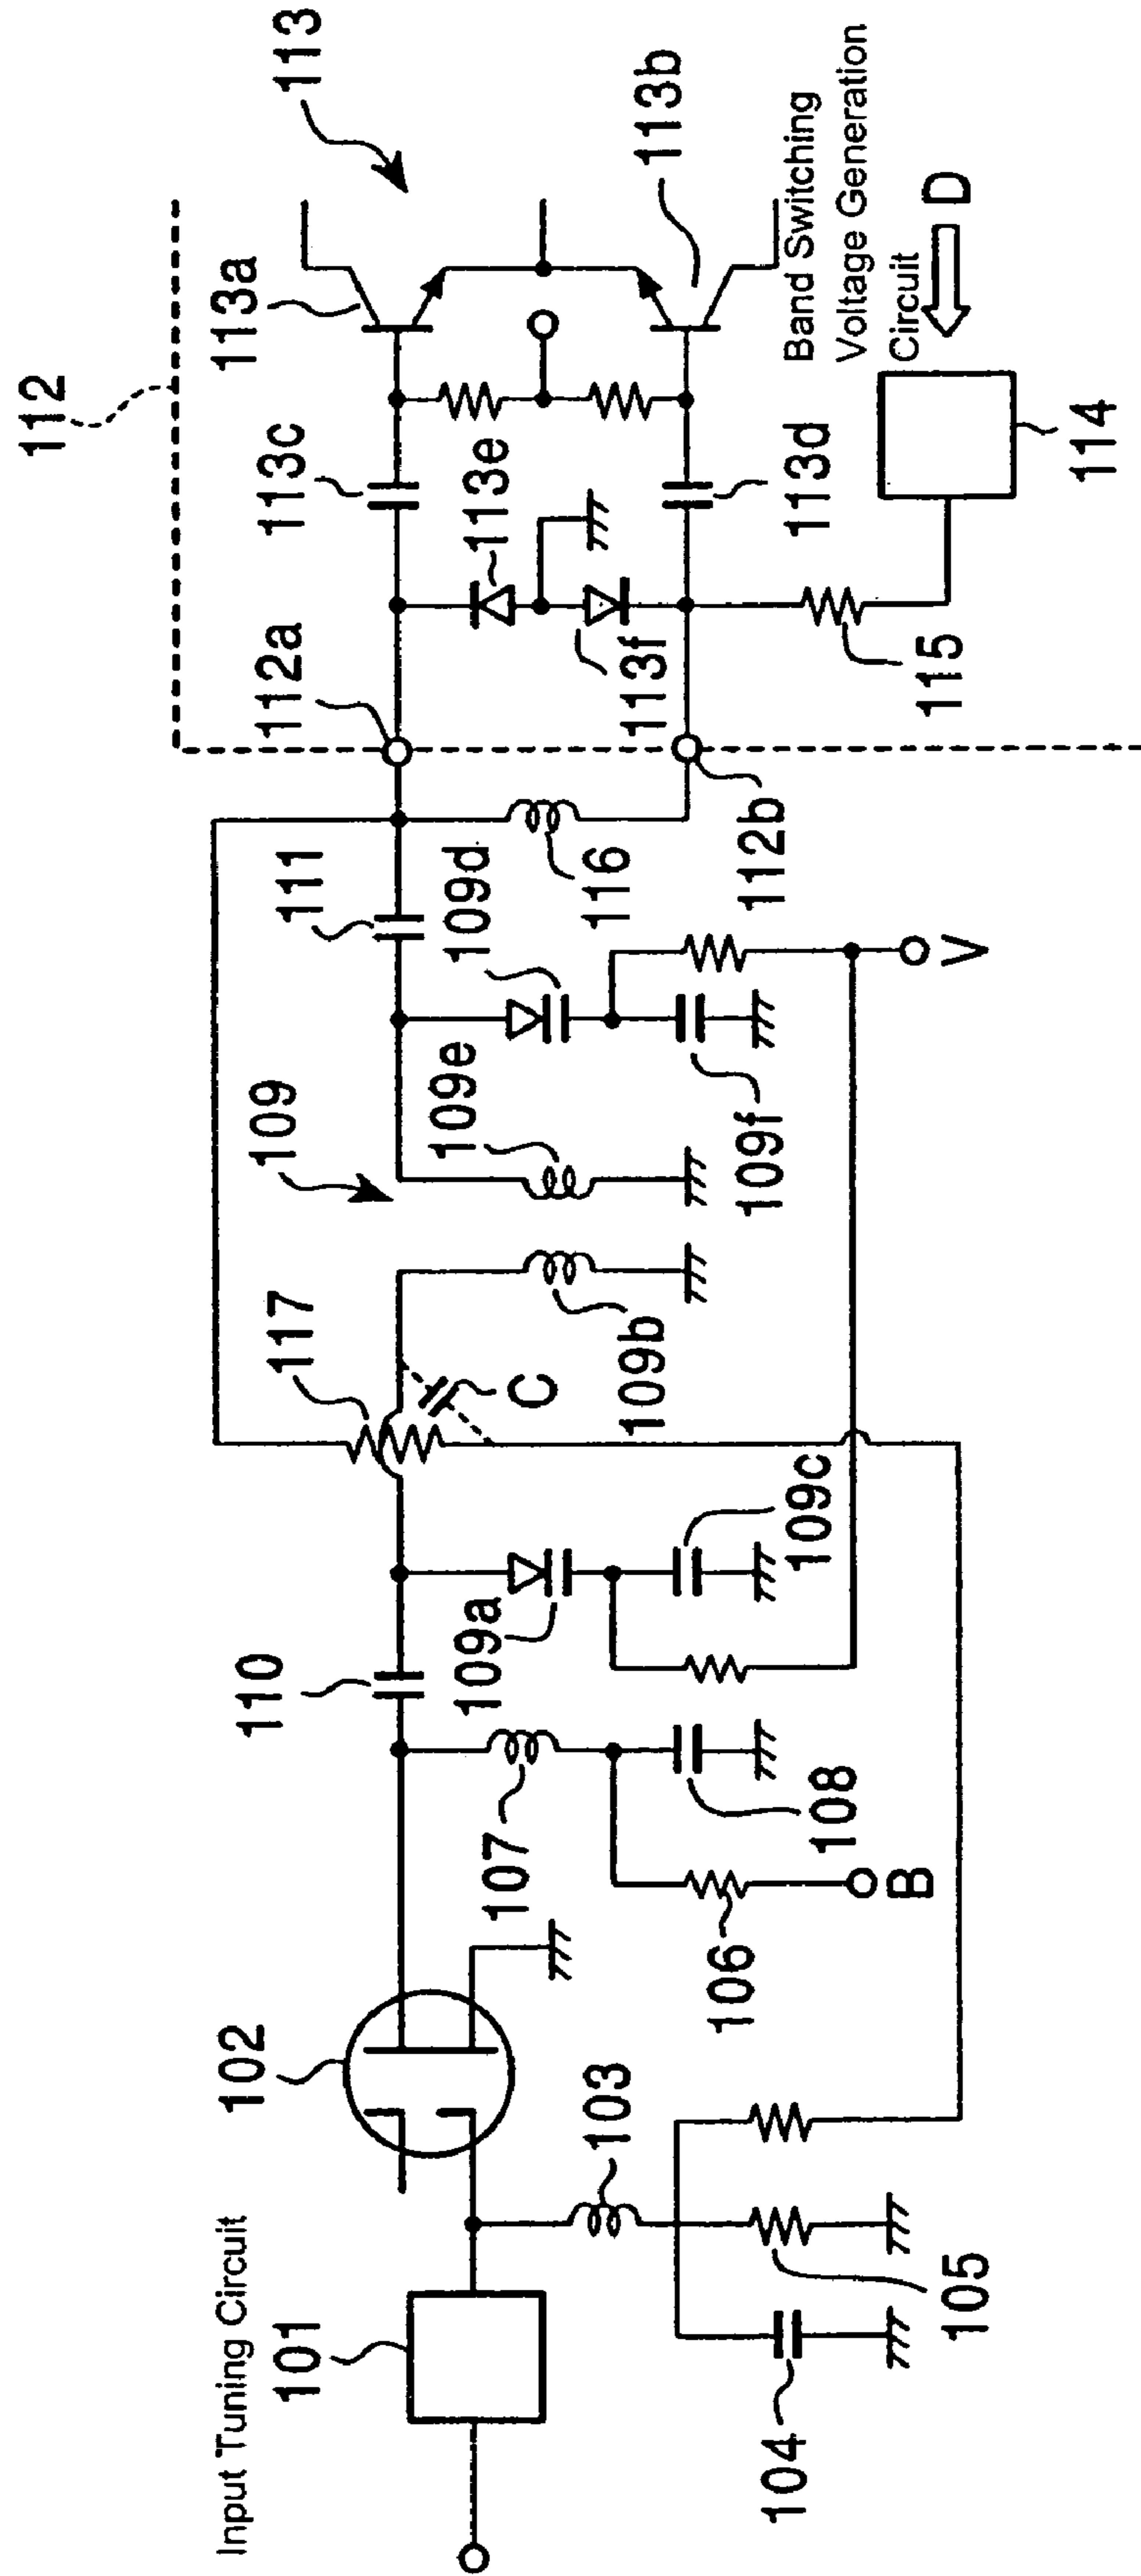 112
113
113a
113c
113e
112a
113f
113b
113d
Band Switching
Voltage Generation
Circuit
D
114
115
111
109d
116
112b
109
109e
109f
V
117
C
109b
110
109a
109c
107
108
106
B
102
103
Input Tuning Circuit
101
104
105